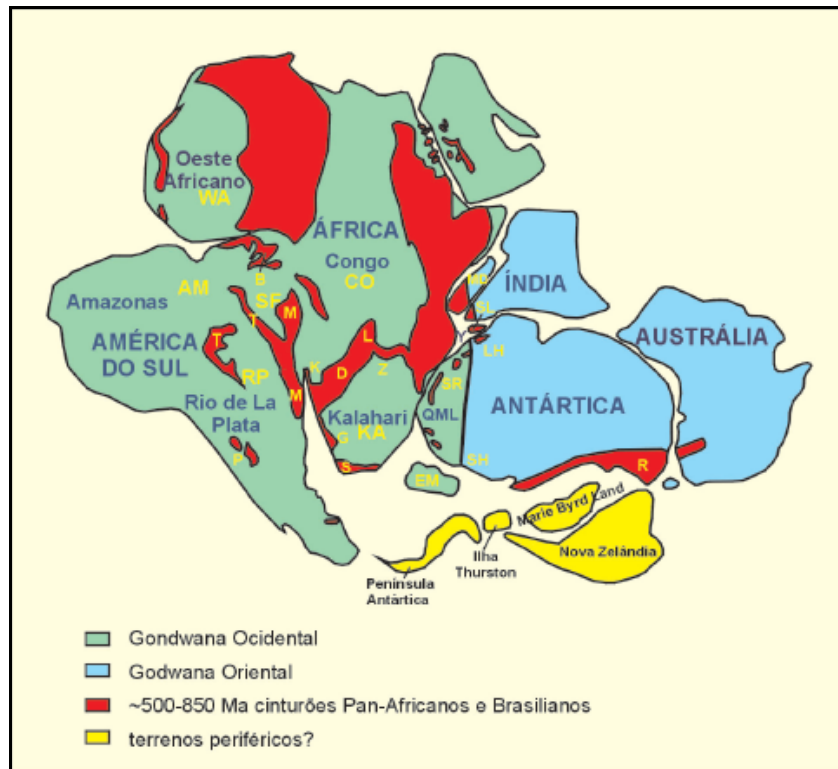 Oeste
Africano
WA
ÁFRICA
Congo
CO
B
AM
SF
Amazonas
T
M
MD
ÍNDIA
SL
Y
LH
AUSTRÁLIA
AMÉRICA
DO SUL
T
L
RP
K
D
Z
SR
ANTÁRTICA
Rio de La
Plata
M
Kalahari
KA
G
QML
P
S
EM
SH
R
Marie Byrd Land
Ilha
Thurston
Nova Zelândia
Península
Antártica
Gondwana Ocidental
Godwana Oriental
~500-850 Ma cinturões Pan-Africanos e Brasilianos
terrenos periféricos?